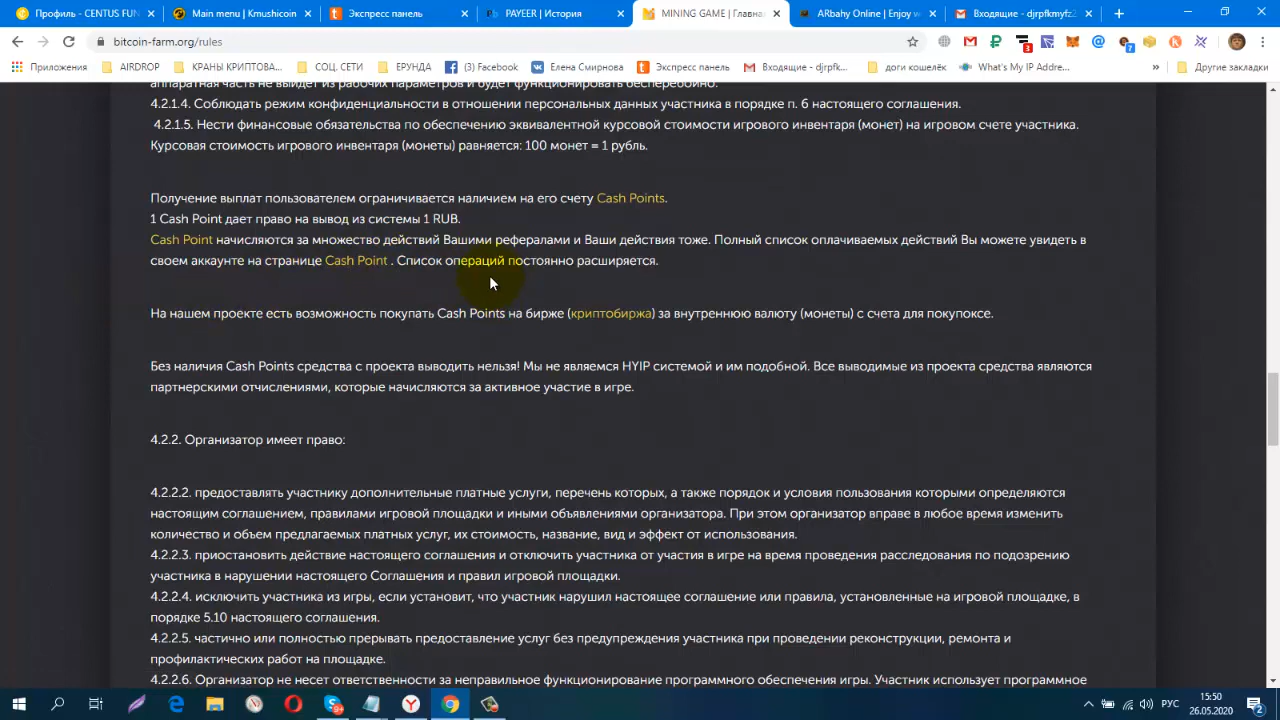 Профиль - CENTUS FUN
Main menu | Kmushicoin
Экспресс панель
PAYEER | История
MINING GAME | Главна
ARbahy Online | Enjoy w
Входящие - djrpfkmyfz2
bitcoin-farm.org/rules
3
7
Приложения
AIRDROP
КРАНЫ КРИПТОВА...
СОЦ. СЕТИ
ЕРУНДА
(3) Facebook
Елена Смирнова
Экспресс панель
Входящие - djrpfk...
доги кошелёк
What's My IP Addre...
»
Другие закладки
аппаратная часть не выйдет из рабочих параметров и будет функционировать бесперебойно.
4.2.1.4. Соблюдать режим конфиденциальности в отношении персональных данных участника в порядке п. 6 настоящего соглашения.
4.2.1.5. Нести финансовые обязательства по обеспечению эквивалентной курсовой стоимости игрового инвентаря (монет) на игровом счете участника.
Курсовая стоимость игрового инвентаря (монеты) равняется: 100 монет = 1 рубль.
Получение выплат пользователем ограничивается наличием на его счету Cash Points.
1 Cash Point дает право на вывод из системы 1 RUB.
Cash Point начисляются за множество действий Вашими рефералами и Ваши действия тоже. Полный список оплачиваемых действий Вы можете увидеть в
своем аккаунте на странице Cash Point . Список операций постоянно расширяется.
На нашем проекте есть возможность покупать Cash Points на бирже (криптобиржа) за внутреннюю валюту (монеты) с счета для покупоксе.
Без наличия Cash Points средства с проекта выводить нельзя! Мы не являемся HYIP системой и им подобной. Все выводимые из проекта средства являются
партнерскими отчислениями, которые начисляются за активное участие в игре.
4.2.2. Организатор имеет право:
4.2.2.2. предоставлять участнику дополнительные платные услуги, перечень которых, а также порядок и условия пользования которыми определяются
настоящим соглашением, правилами игровой площадки и иными объявлениями организатора. При этом организатор вправе в любое время изменить
количество и объем предлагаемых платных услуг, их стоимость, название, вид и эффект от использования.
4.2.2.3. приостановить действие настоящего соглашения и отключить участника от участия в игре на время проведения расследования по подозрению
участника в нарушении настоящего Соглашения и правил игровой площадки.
4.2.2.4. исключить участника из игры, если установит, что участник нарушил настоящее соглашение или правила, установленные на игровой площадке, в
порядке 5.10 настоящего соглашения.
4.2.2.5. частично или полностью прерывать предоставление услуг без предупреждения участника при проведении реконструкции, ремонта и
профилактических работ на площадке.
4.2.2.6. Организатор не несет ответственности за неправильное функционирование программного обеспечения игры. Участник использует программное
РУС
15:50
26.05.2020
2